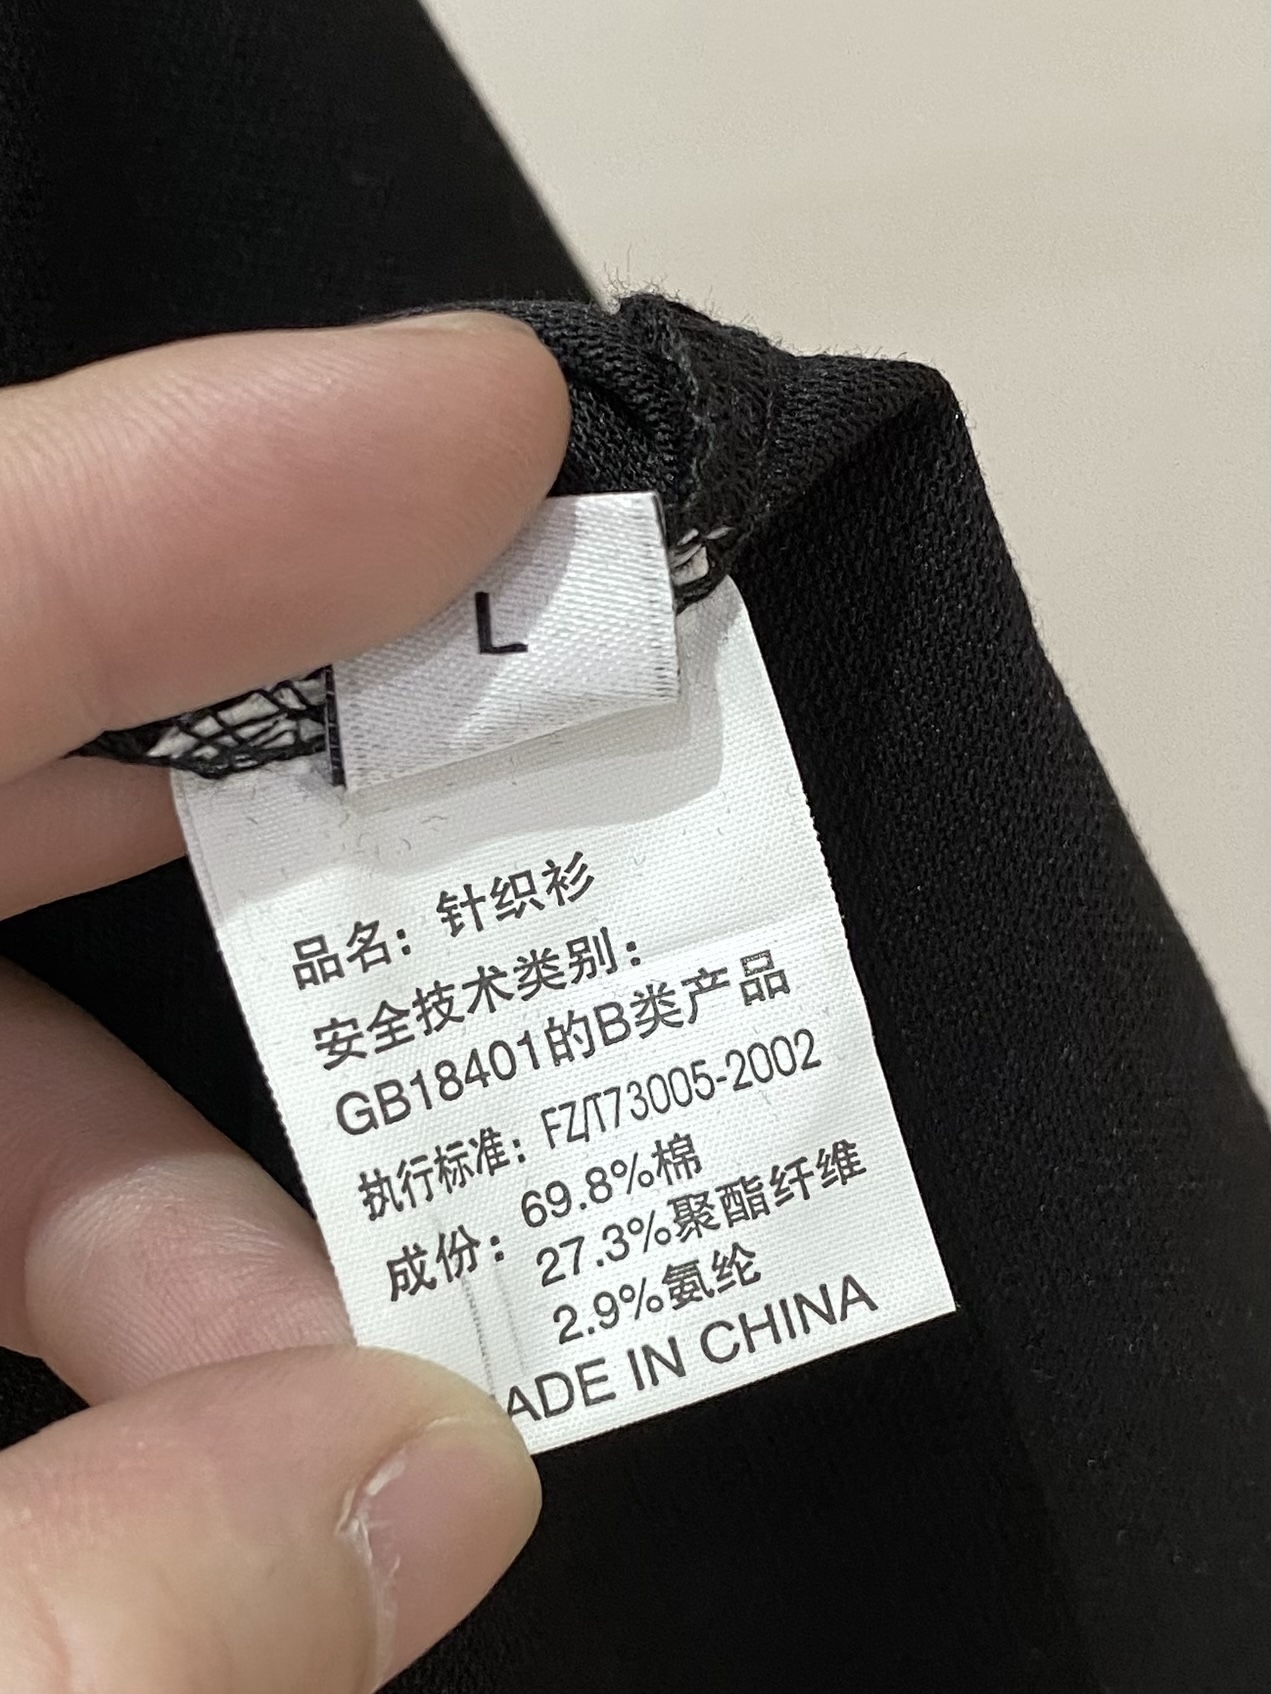 L
品名：针织衫
安全技术类别：
GB18401的B类产品
执行标准：FZ/T73005-2002
成份：69.8%棉
27.3%聚酯纤维
2.9%氨纶
ADE IN CHINA